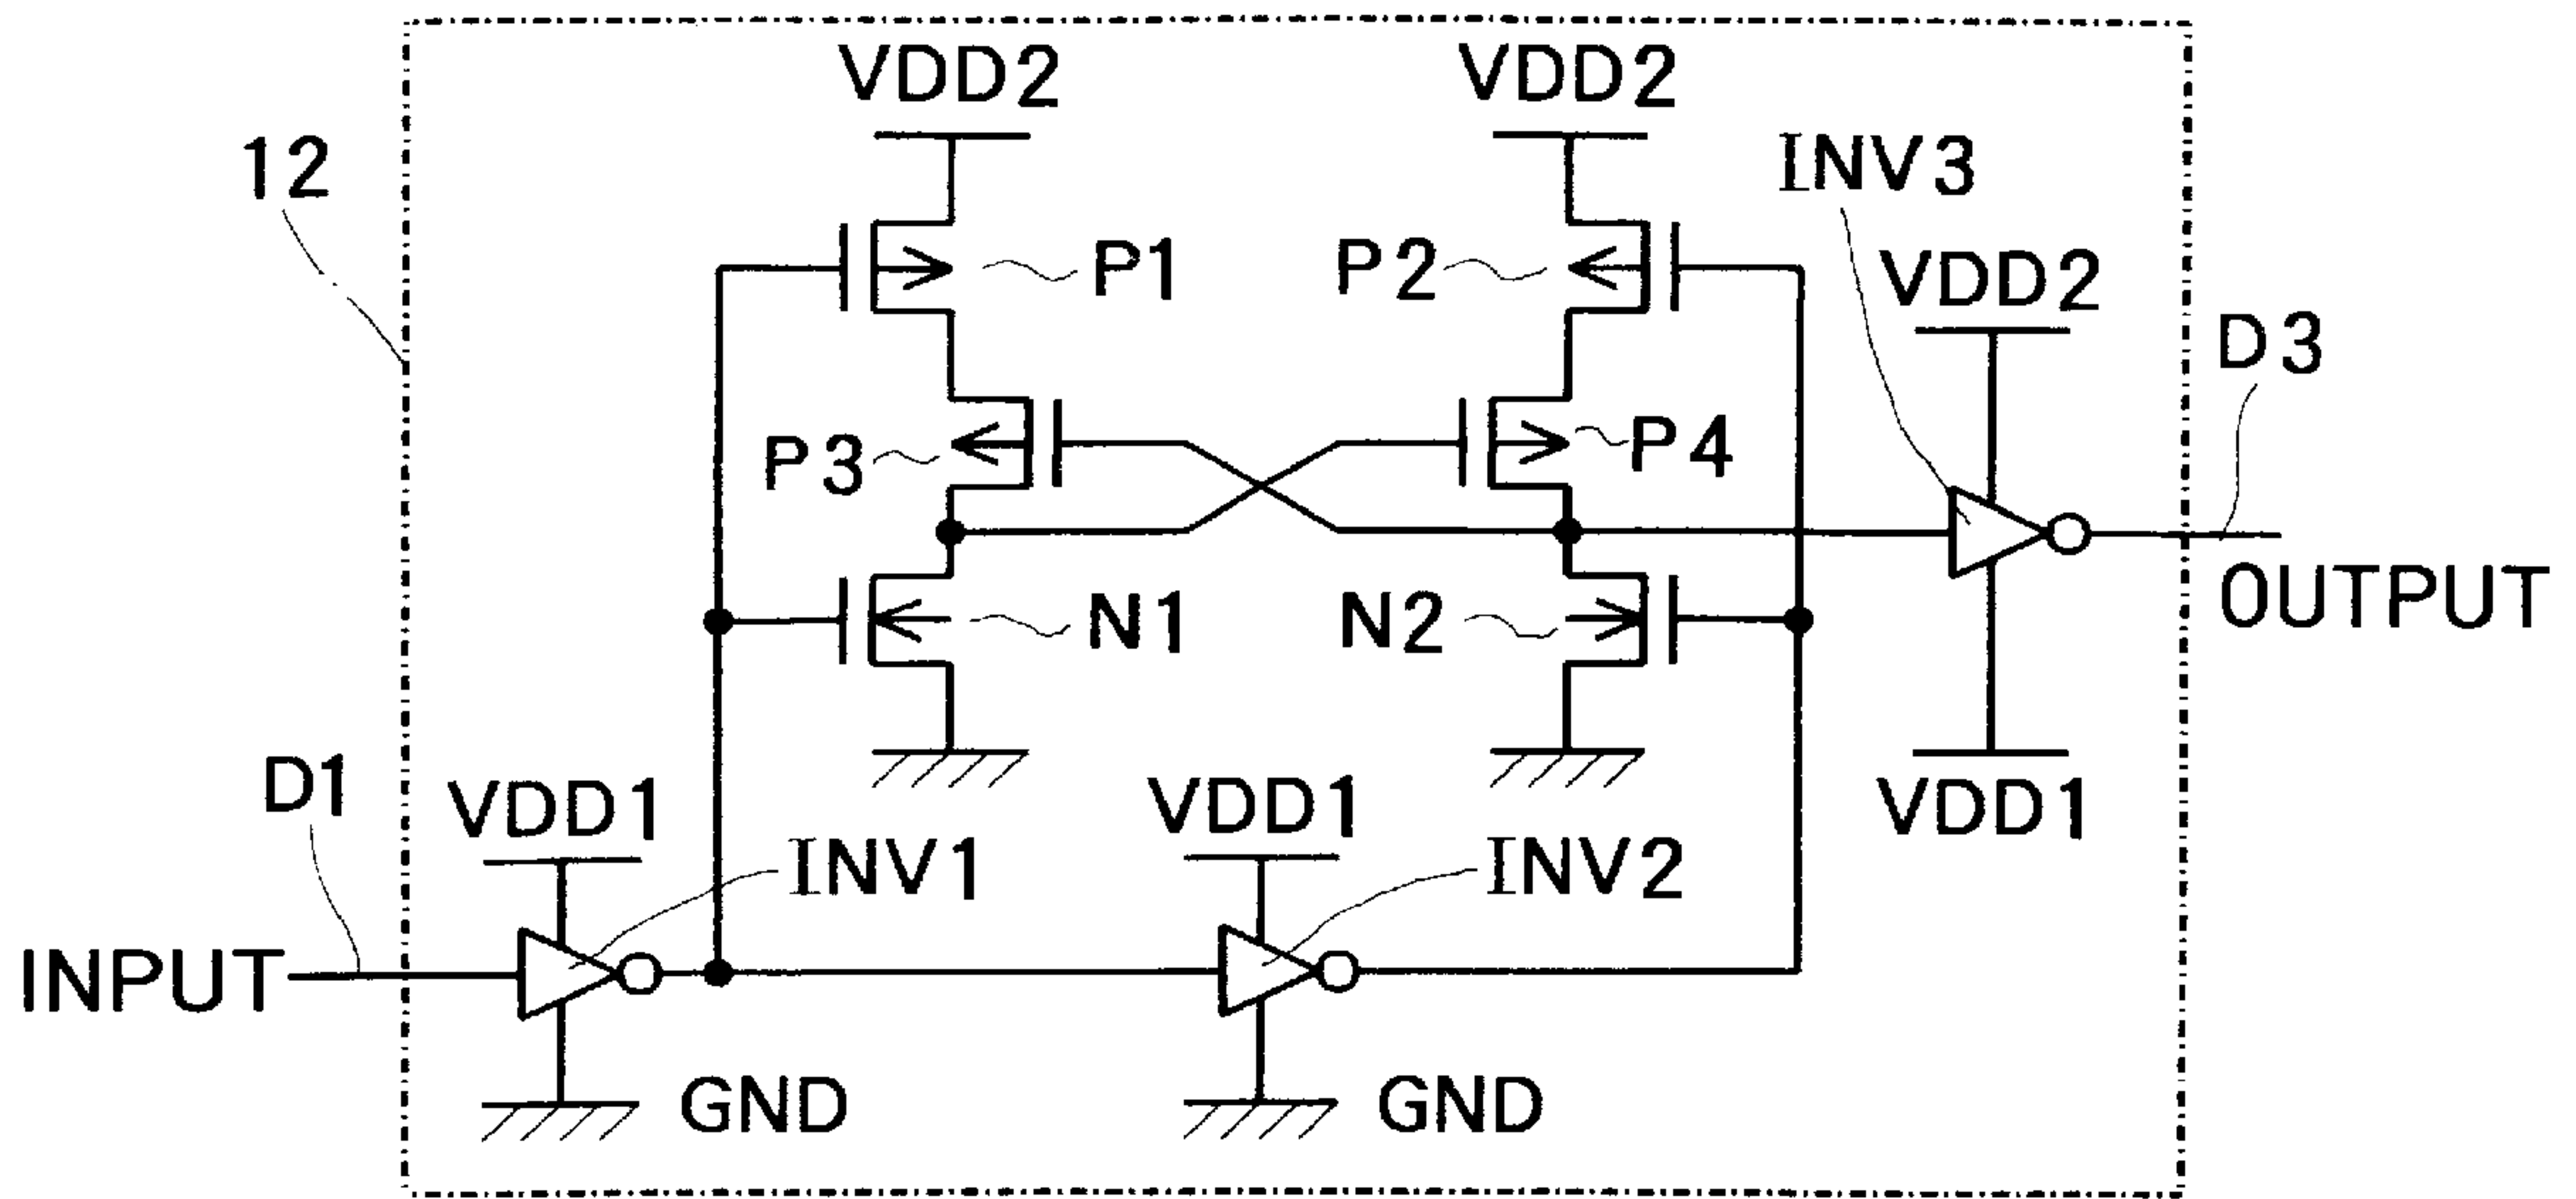 VDD2
VDD2
12
INV3
P1
P2
VDD2
D3
P3
P4
N1
N2
OUTPUT
D1
VDD1
VDD1
VDD1
INV1
INV2
INPUT
GND
GND